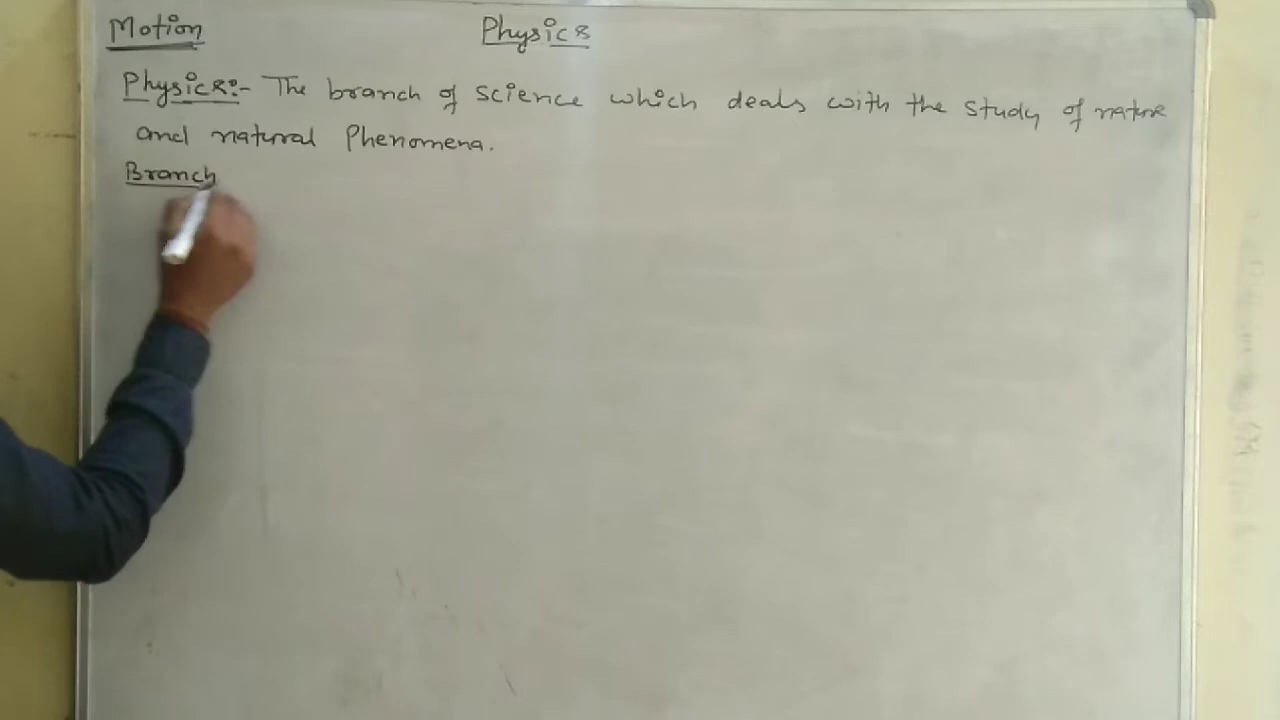 Motion Physics
Physics:- The branch of science which deals with the study of nature
and natural Phenomena.
Branch